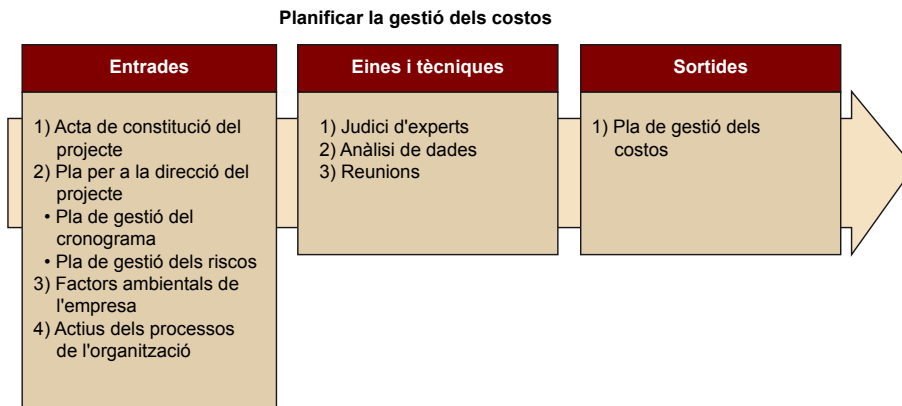 Planificar la gestió dels costos
Entrades
1) Acta de constitució del
projecte
2) Pla per a la direcció del
projecte
• Pla de gestió del
cronograma
• Pla de gestió dels riscos
3) Factors ambientals de
l'empresa
4) Actius dels processos
de l'organització
Eines i tècniques
1) Judici d'experts
2) Anàlisi de dades
3) Reunions
Sortides
1) Pla de gestió dels
costos